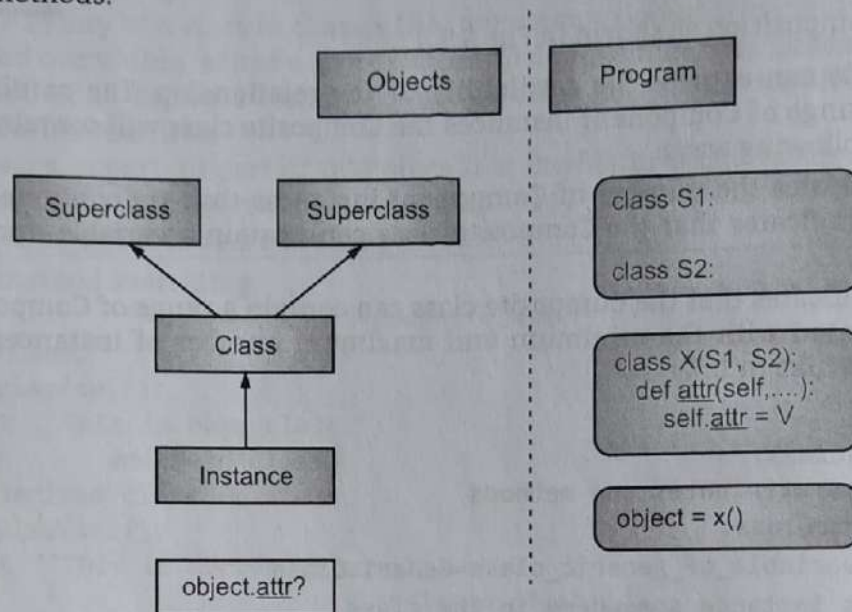 methods.
Objects
Program
Superclass
Superclass
class S1:
class S2:
Class
class X(S1, S2):
def attr(self,....):
self.attr = V
Instance
object = x()
object.attr?